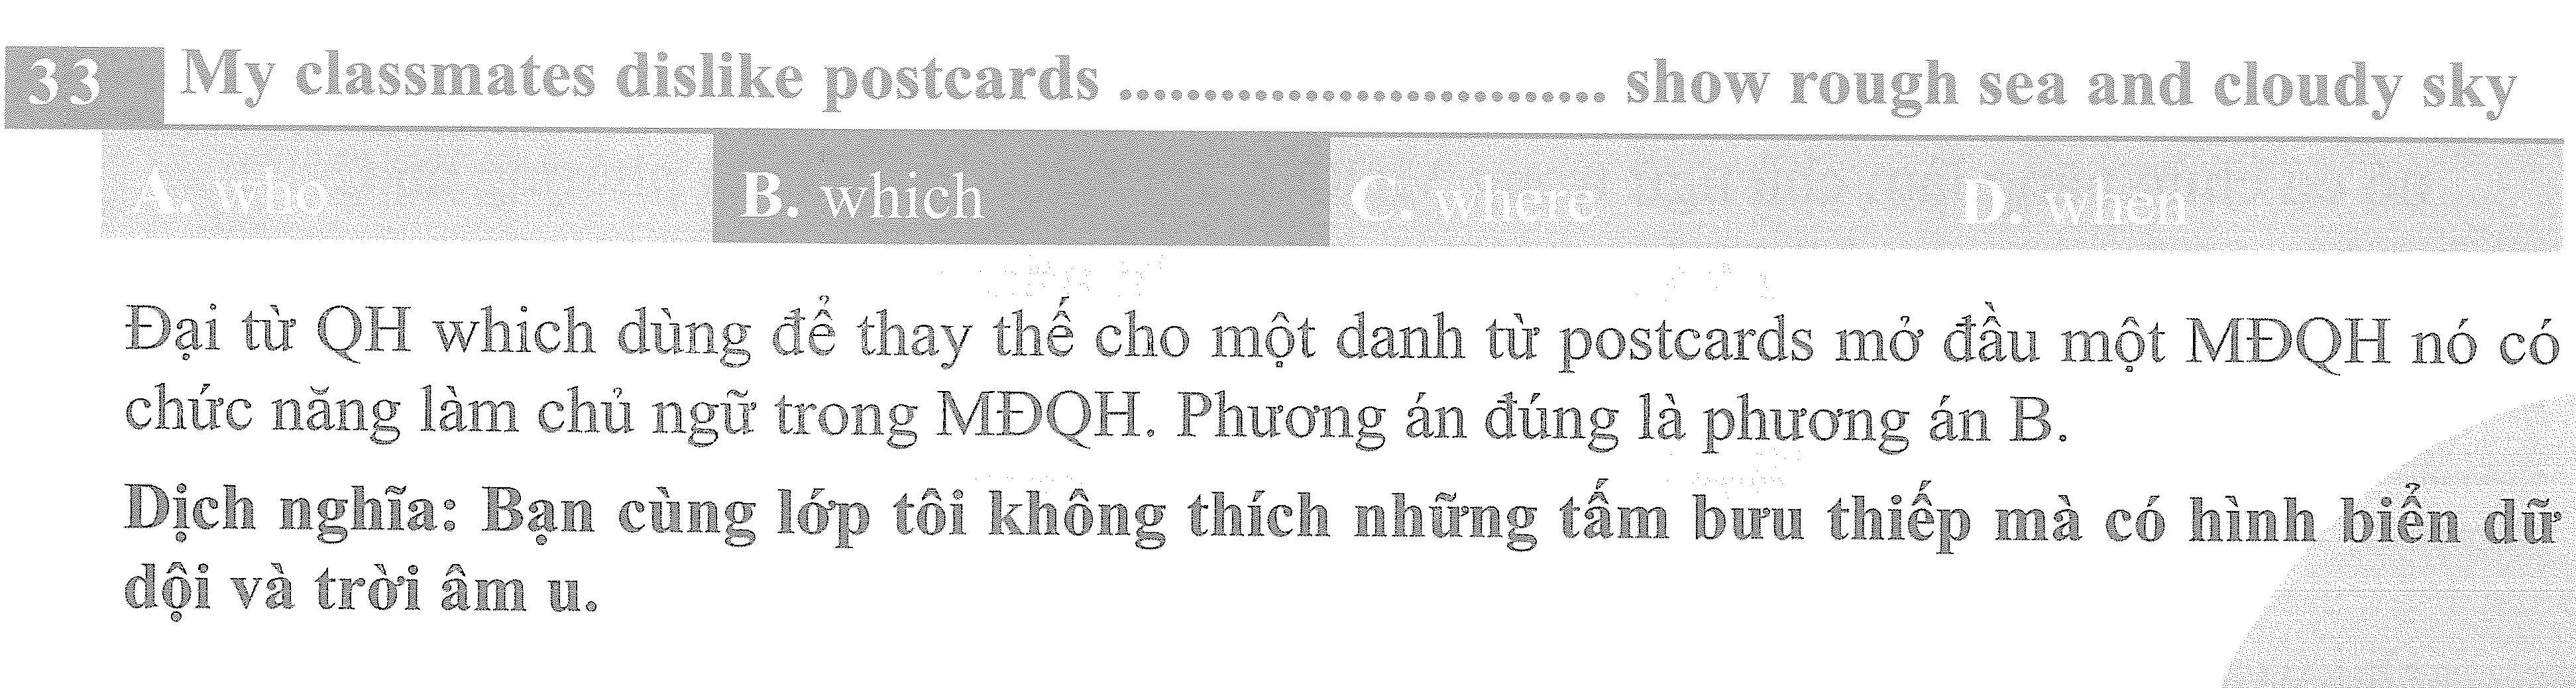 33 My classmates dislike postcards ............................. show rough sea and cloudy sky
A. who B. which C. where D. when
Đại từ QH which dùng để thay thế cho một danh từ postcards mở đầu một MĐQH nó có
chức năng làm chủ ngữ trong MĐQH. Phương án đúng là phương án B.
Dịch nghĩa: Bạn cùng lớp tôi không thích những tấm bưu thiếp mà có hình biển dữ
dội và trời âm u.